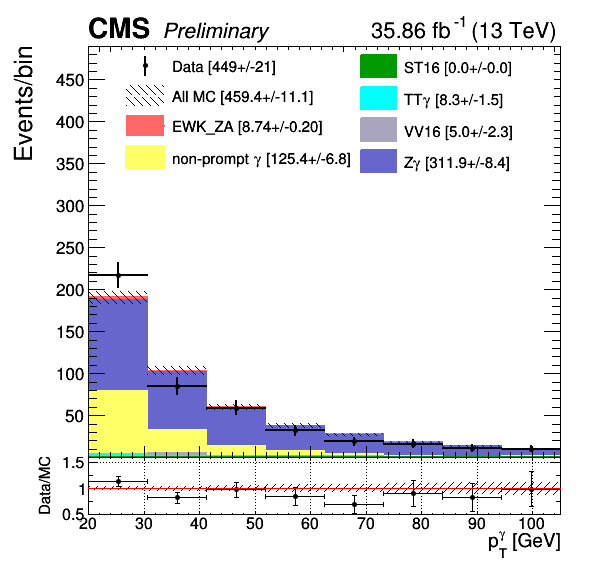 CMS Preliminary 35.86 fb⁻¹ (13 TeV)
Events/bin
Data [449+/-21]
All MC [459.4+/-11.1]
EWK_ZA [8.74+/-0.20]
non-prompt γ [125.4+/-6.8]
ST16 [0.0+/-0.0]
TTγ [8.3+/-1.5]
VV16 [5.0+/-2.3]
Zγ [311.9+/-8.4]
450
400
350
300
250
200
150
100
50
Data/MC
1.5
1
0.5
20 30 40 50 60 70 80 90 100
p_T^γ [GeV]